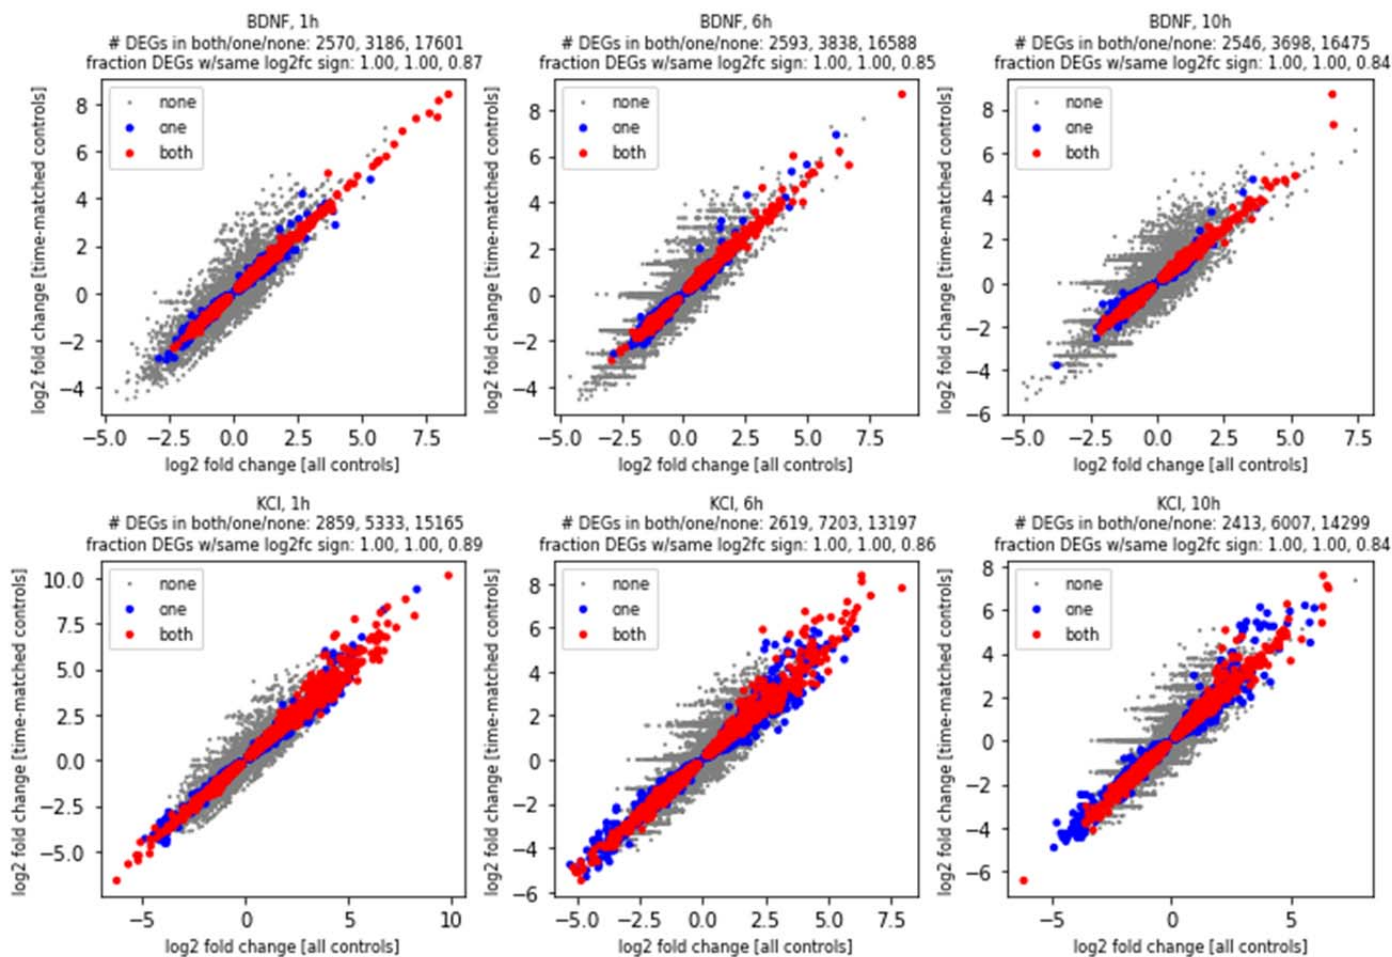 BDNF, 1h
# DEGs in both/one/none: 2570, 3186, 17601
fraction DEGs w/same log2fc sign: 1.00, 1.00, 0.87
8
6
4
2
0
−2
−4
none
one
both
−5.0 −2.5 0.0 2.5 5.0 7.5
log2 fold change [all controls]
log2 fold change [time-matched controls]
BDNF, 6h
# DEGs in both/one/none: 2593, 3838, 16588
fraction DEGs w/same log2fc sign: 1.00, 1.00, 0.85
8
6
4
2
0
−2
−4
none
one
both
−5.0 −2.5 0.0 2.5 5.0 7.5
log2 fold change [all controls]
log2 fold change [time-matched controls]
BDNF, 10h
# DEGs in both/one/none: 2546, 3698, 16475
fraction DEGs w/same log2fc sign: 1.00, 1.00, 0.84
8
6
4
2
0
−2
−4
−6
none
one
both
−5.0 −2.5 0.0 2.5 5.0 7.5
log2 fold change [all controls]
log2 fold change [time-matched controls]
KCl, 1h
# DEGs in both/one/none: 2859, 5333, 15165
fraction DEGs w/same log2fc sign: 1.00, 1.00, 0.89
10.0
7.5
5.0
2.5
0.0
−2.5
−5.0
none
one
both
−5 0 5 10
log2 fold change [all controls]
log2 fold change [time-matched controls]
KCl, 6h
# DEGs in both/one/none: 2619, 7203, 13197
fraction DEGs w/same log2fc sign: 1.00, 1.00, 0.86
8
6
4
2
0
−2
−4
−6
none
one
both
−5.0 −2.5 0.0 2.5 5.0 7.5
log2 fold change [all controls]
log2 fold change [time-matched controls]
KCl, 10h
# DEGs in both/one/none: 2413, 6007, 14299
fraction DEGs w/same log2fc sign: 1.00, 1.00, 0.84
8
6
4
2
0
−2
−4
−6
none
one
both
−5 0 5
log2 fold change [all controls]
log2 fold change [time-matched controls]